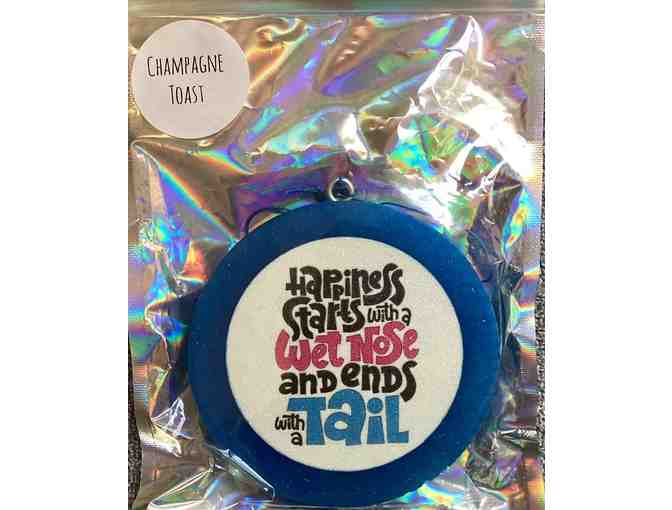 CHAMPAGNE
TOAST
Happiness
Starts with a
Wet Nose
and ends
with a Tail